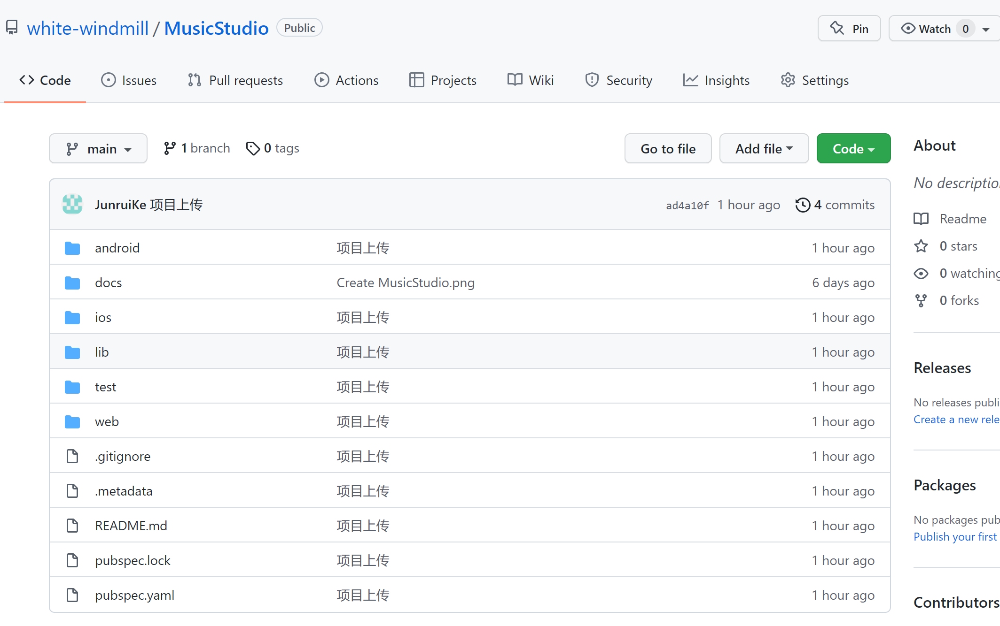 white-windmill / MusicStudio Public Pin Watch 0
Code Issues Pull requests Actions Projects Wiki Security Insights Settings
main 1 branch 0 tags Go to file Add file Code
JunruiKe 项目上传 ad4a10f 1 hour ago 4 commits
android 项目上传 1 hour ago
docs Create MusicStudio.png 6 days ago
ios 项目上传 1 hour ago
lib 项目上传 1 hour ago
test 项目上传 1 hour ago
web 项目上传 1 hour ago
.gitignore 项目上传 1 hour ago
.metadata 项目上传 1 hour ago
README.md 项目上传 1 hour ago
pubspec.lock 项目上传 1 hour ago
pubspec.yaml 项目上传 1 hour ago
About
No descriptio
Readme
0 stars
0 watching
0 forks
Releases
No releases publi
Create a new rele
Packages
No packages pub
Publish your first
Contributors